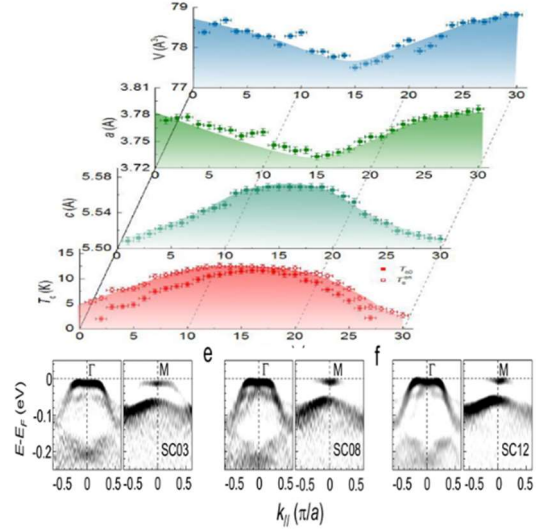 79
78
77
V (Å³)
0 5 10 15 20 25 30
3.81
3.78
3.75
3.72
a (Å)
0 5 10 15 20 25 30
5.58
5.54
5.50
c (Å)
0 5 10 15 20 25 30
15
10
5
0
T_c (K)
T_c0
0 5 10 15 20 25 30
e f
Γ M Γ M Γ M
0
-0.1
-0.2
E-E_F (eV)
SC03 SC08 SC12
-0.5 0 0.5 -0.5 0 0.5 -0.5 0 0.5 -0.5 0 0.5 -0.5 0 0.5 -0.5 0 0.5
k_// (π/a)